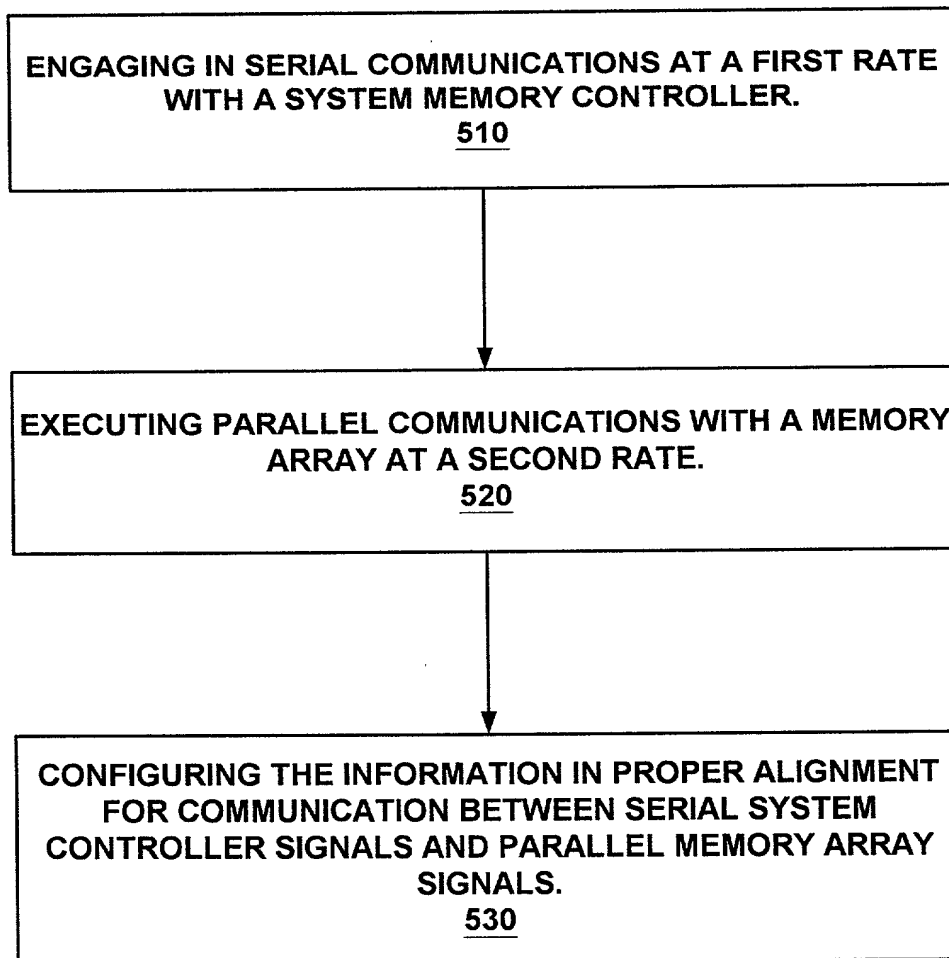 ENGAGING IN SERIAL COMMUNICATIONS AT A FIRST RATE
WITH A SYSTEM MEMORY CONTROLLER.
510
EXECUTING PARALLEL COMMUNICATIONS WITH A MEMORY
ARRAY AT A SECOND RATE.
520
CONFIGURING THE INFORMATION IN PROPER ALIGNMENT
FOR COMMUNICATION BETWEEN SERIAL SYSTEM
CONTROLLER SIGNALS AND PARALLEL MEMORY ARRAY
SIGNALS.
530